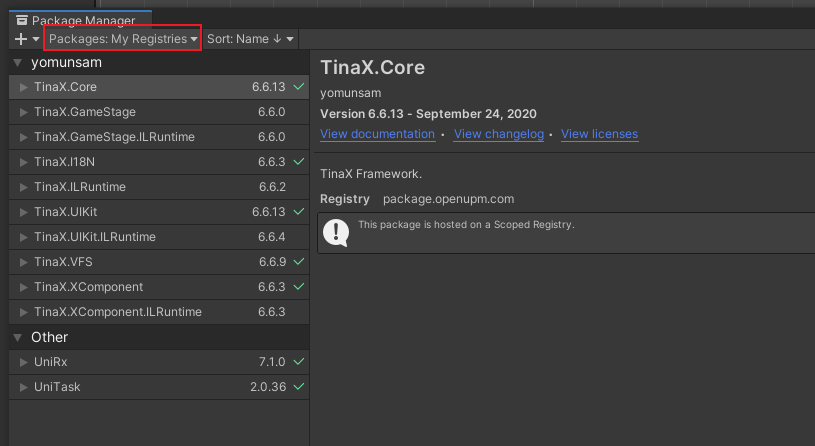 Package Manager
Packages: My Registries
Sort: Name ↓
yomunsam
TinaX.Core 6.6.13
TinaX.GameStage 6.6.0
TinaX.GameStage.ILRuntime 6.6.0
TinaX.I18N 6.6.3
TinaX.ILRuntime 6.6.2
TinaX.UIKit 6.6.13
TinaX.UIKit.ILRuntime 6.6.4
TinaX.VFS 6.6.9
TinaX.XComponent 6.6.3
TinaX.XComponent.ILRuntime 6.6.3
Other
UniRx 7.1.0
UniTask 2.0.36
TinaX.Core
yomunsam
Version 6.6.13 - September 24, 2020
View documentation • View changelog • View licenses
TinaX Framework.
Registry package.openupm.com
This package is hosted on a Scoped Registry.